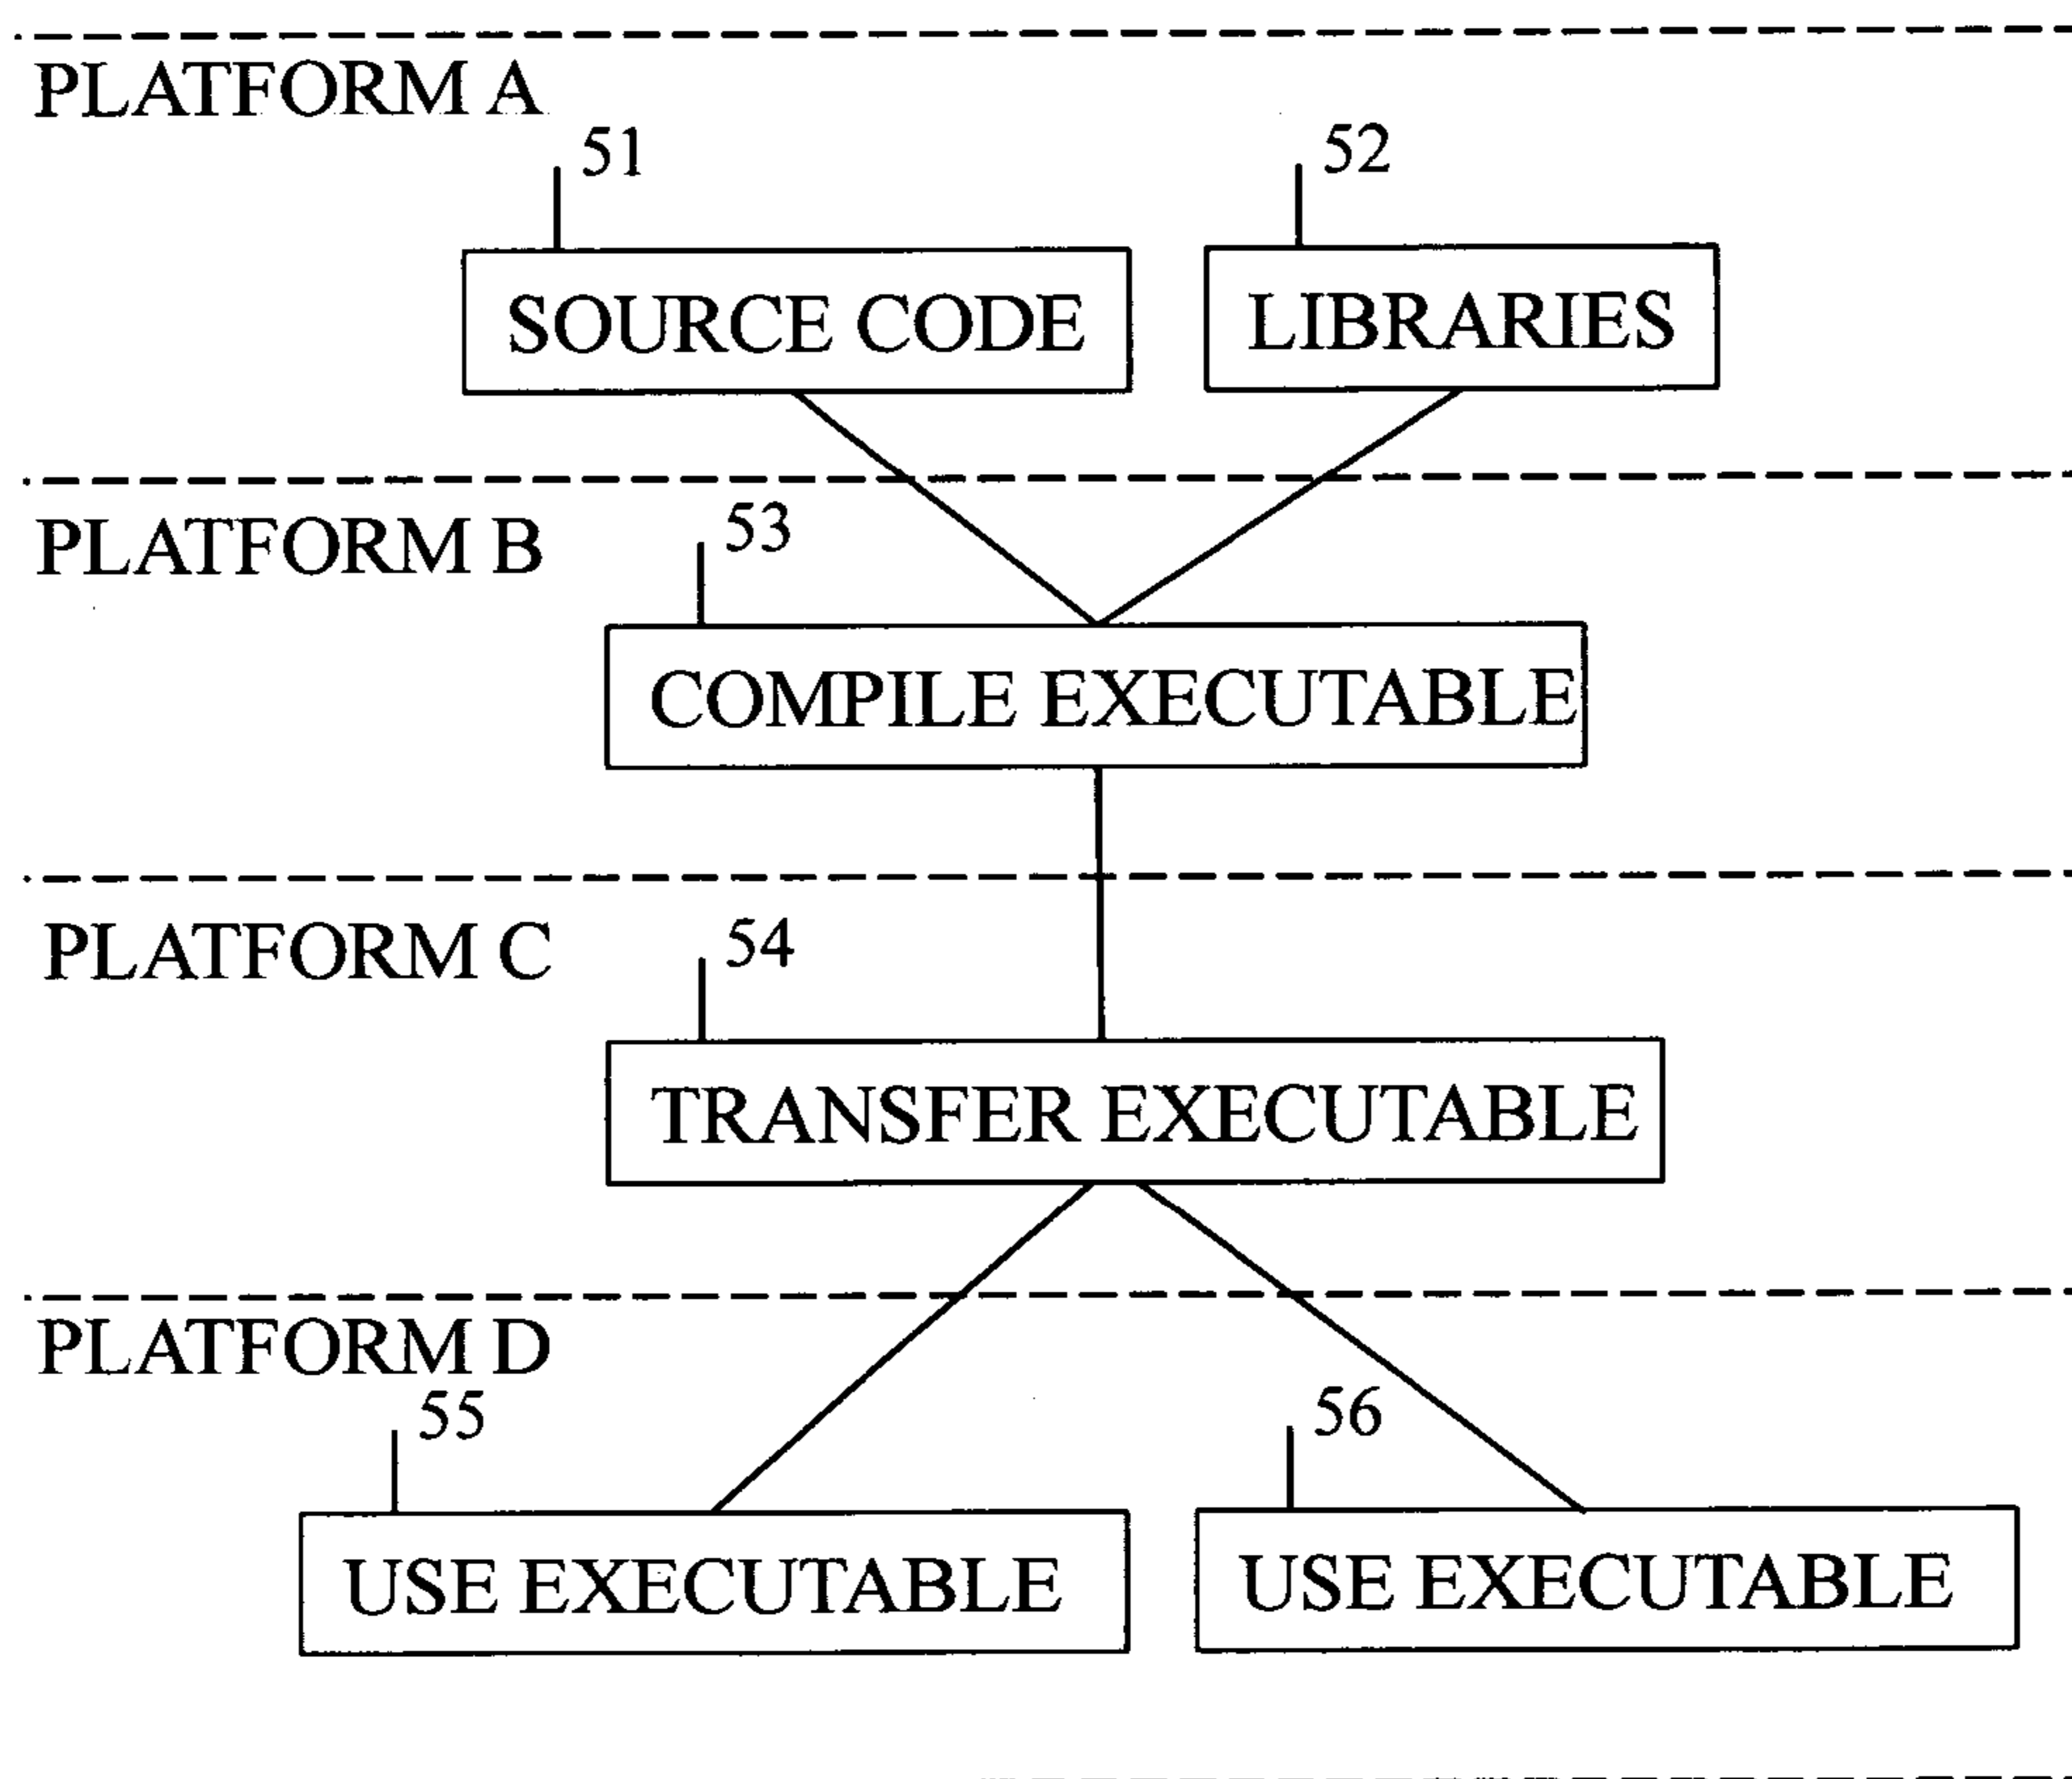 PLATFORM A
51
52
SOURCE CODE
LIBRARIES
PLATFORM B
53
COMPILE EXECUTABLE
PLATFORM C
54
TRANSFER EXECUTABLE
PLATFORM D
55
56
USE EXECUTABLE
USE EXECUTABLE